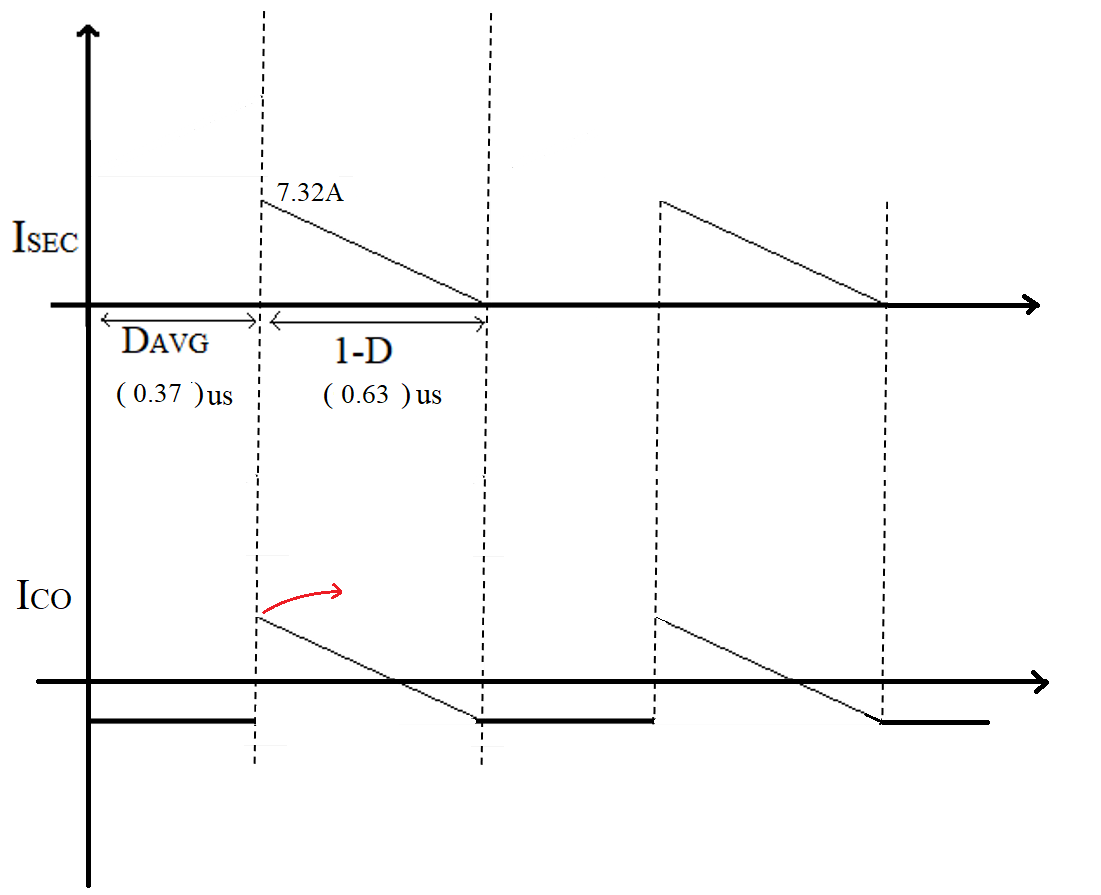 7.32A
ISEC
DAVG
1-D
( 0.37 )us
( 0.63 )us
ICO